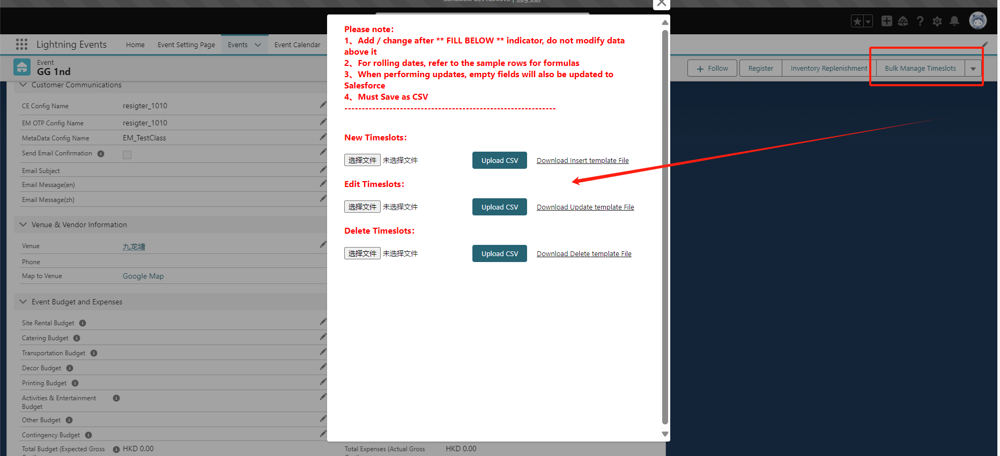 Log Out
Lightning Events
Home
Event Setting Page
Events
Event Calendar
Event
GG 1nd
Follow
Register
Inventory Replenishment
Bulk Manage Timeslots
Customer Communications
CE Config Name
resigter_1010
EM OTP Config Name
resigter_1010
MetaData Config Name
EM_TestClass
Send Email Confirmation
Email Subject
Email Message(en)
Email Message(zh)
Venue & Vendor Information
Venue
九龙塘
Phone
Map to Venue
Google Map
Event Budget and Expenses
Site Rental Budget
Catering Budget
Transportation Budget
Decor Budget
Printing Budget
Activities & Entertainment
Budget
Other Budget
Contingency Budget
Total Budget (Expected Gross
HKD 0.00
Total Expenses (Actual Gross
HKD 0.00
Please note：
1、Add / change after ** FILL BELOW ** indicator, do not modify data
above it
2、For rolling dates, refer to the sample rows for formulas
3、When performing updates, empty fields will also be updated to
Salesforce
4、Must Save as CSV
------------------------------------------------------------
New Timeslots：
选择文件 未选择文件
Upload CSV
Download Insert template File
Edit Timeslots：
选择文件 未选择文件
Upload CSV
Download Update template File
Delete Timeslots：
选择文件 未选择文件
Upload CSV
Download Delete template File